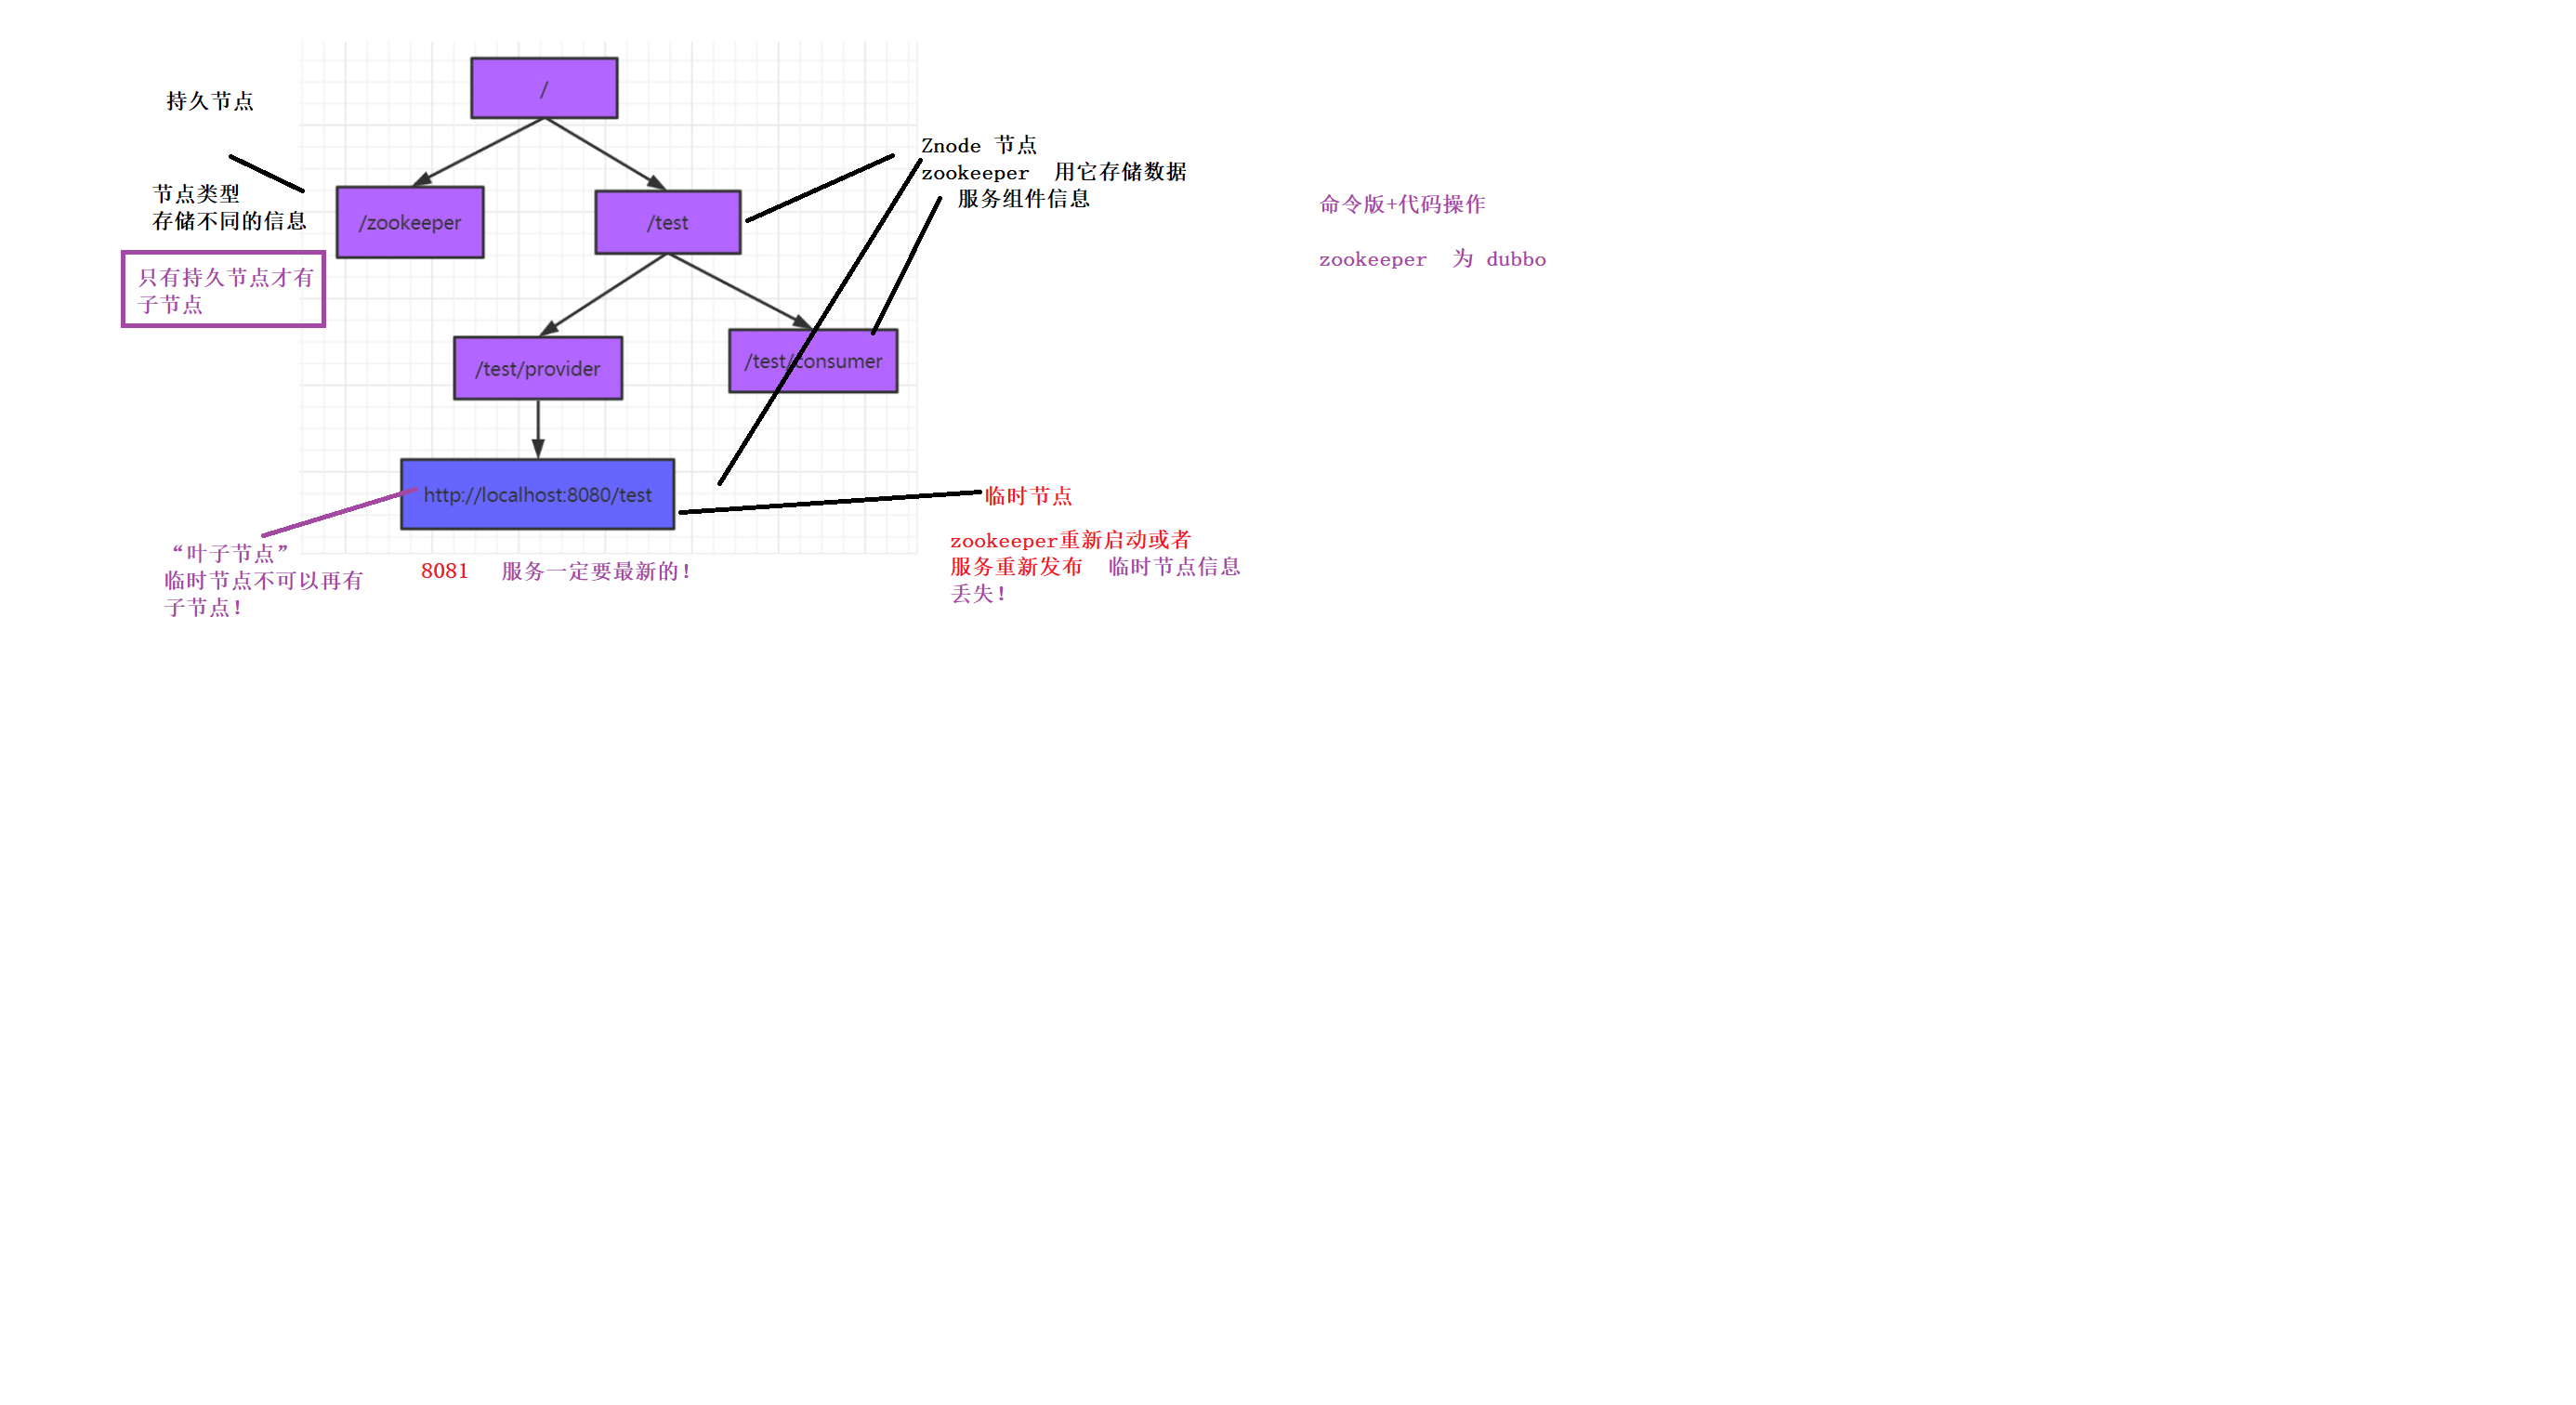 /
持久节点
Znode 节点
zookeeper 用它存储数据
服务组件信息
节点类型
存储不同的信息
/zookeeper
/test
命令版+代码操作
zookeeper 为 dubbo
只有持久节点才有
子节点
/test/provider
/test/consumer
http://localhost:8080/test
临时节点
“叶子节点”
临时节点不可以再有
子节点！
8081 服务一定要最新的！
zookeeper重新启动或者
服务重新发布 临时节点信息
丢失！